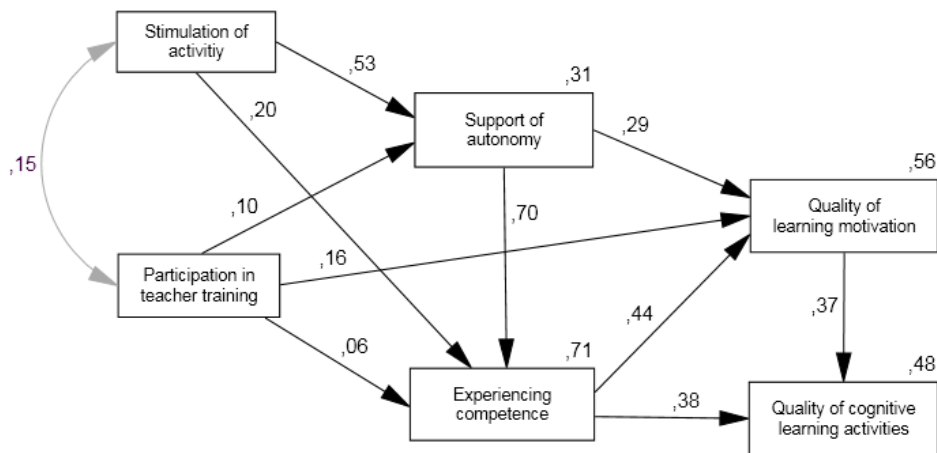 Stimulation of
activitiy
,53
,31
,20
Support of
autonomy
,29
,15
,56
,10
,70
Quality of
learning motivation
,16
Participation in
teacher training
,44
,37
,06
,71
,48
Experiencing
competence
,38
Quality of cognitive
learning activities